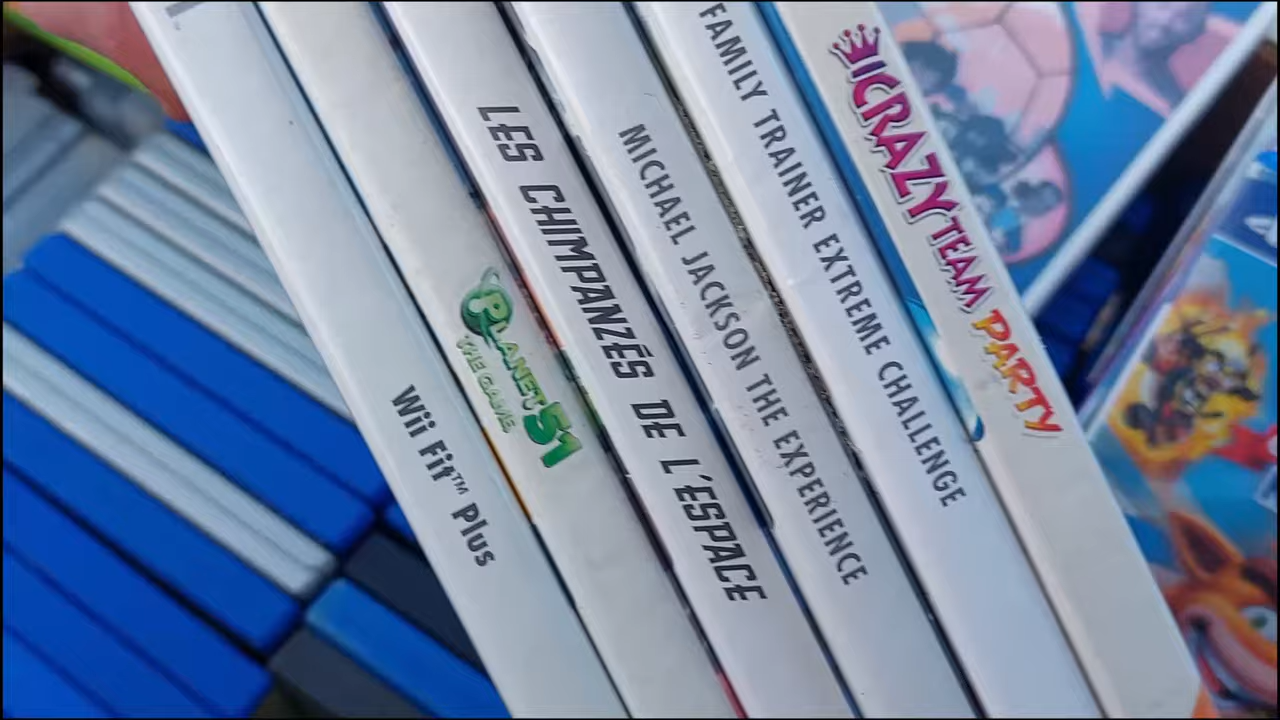 Wii Fit™ Plus
PLANET 51
THE GAME
LES CHIMPANZÉS DE L'ESPACE
MICHAEL JACKSON THE EXPERIENCE
FAMILY TRAINER EXTREME CHALLENGE
CRAZY TEAM PARTY